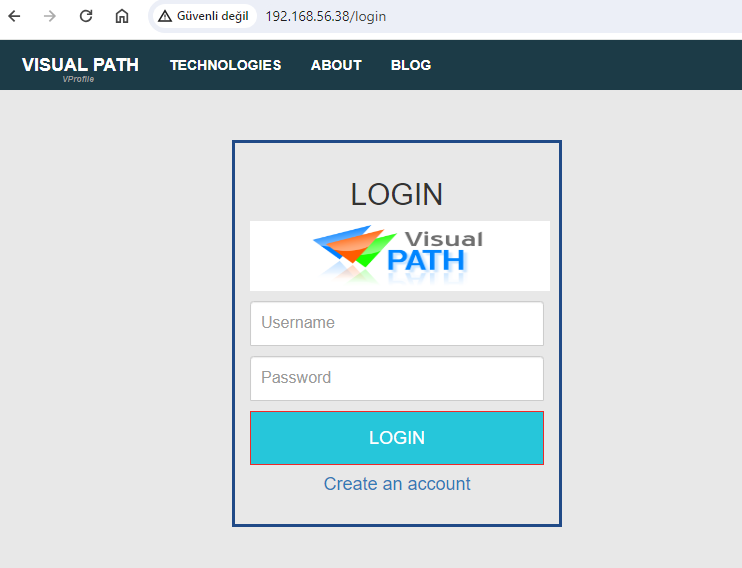 Güvenli değil 192.168.56.38/login
VISUAL PATH TECHNOLOGIES ABOUT BLOG
VProfile
LOGIN
Visual
PATH
Username
Password
LOGIN
Create an account